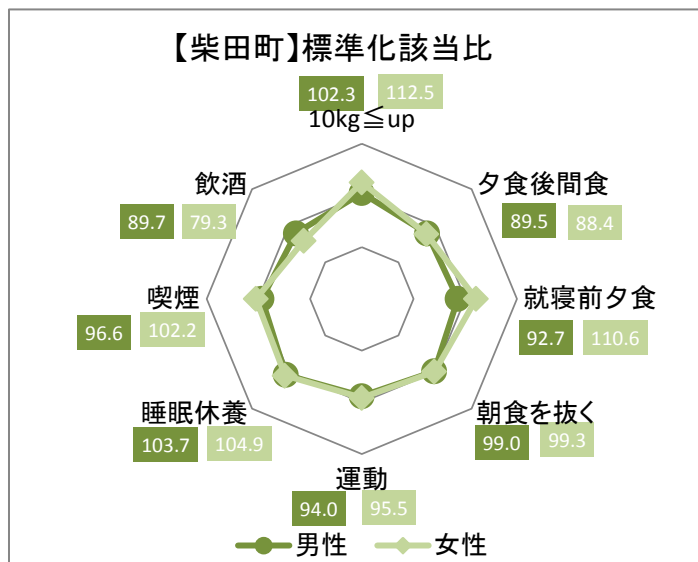 【柴田町】標準化該当比
102.3 112.5
10kg≦up
飲酒
89.7 79.3
夕食後間食
89.5 88.4
喫煙
96.6 102.2
就寝前夕食
92.7 110.6
睡眠休養
103.7 104.9
朝食を抜く
99.0 99.3
運動
94.0 95.5
男性 女性